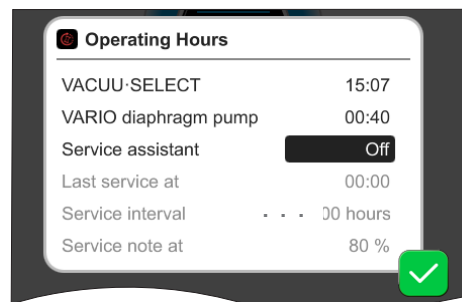 Operating Hours
VACUU·SELECT 15:07
VARIO diaphragm pump 00:40
Service assistant Off
Last service at 00:00
Service interval . . . 00 hours
Service note at 80 %